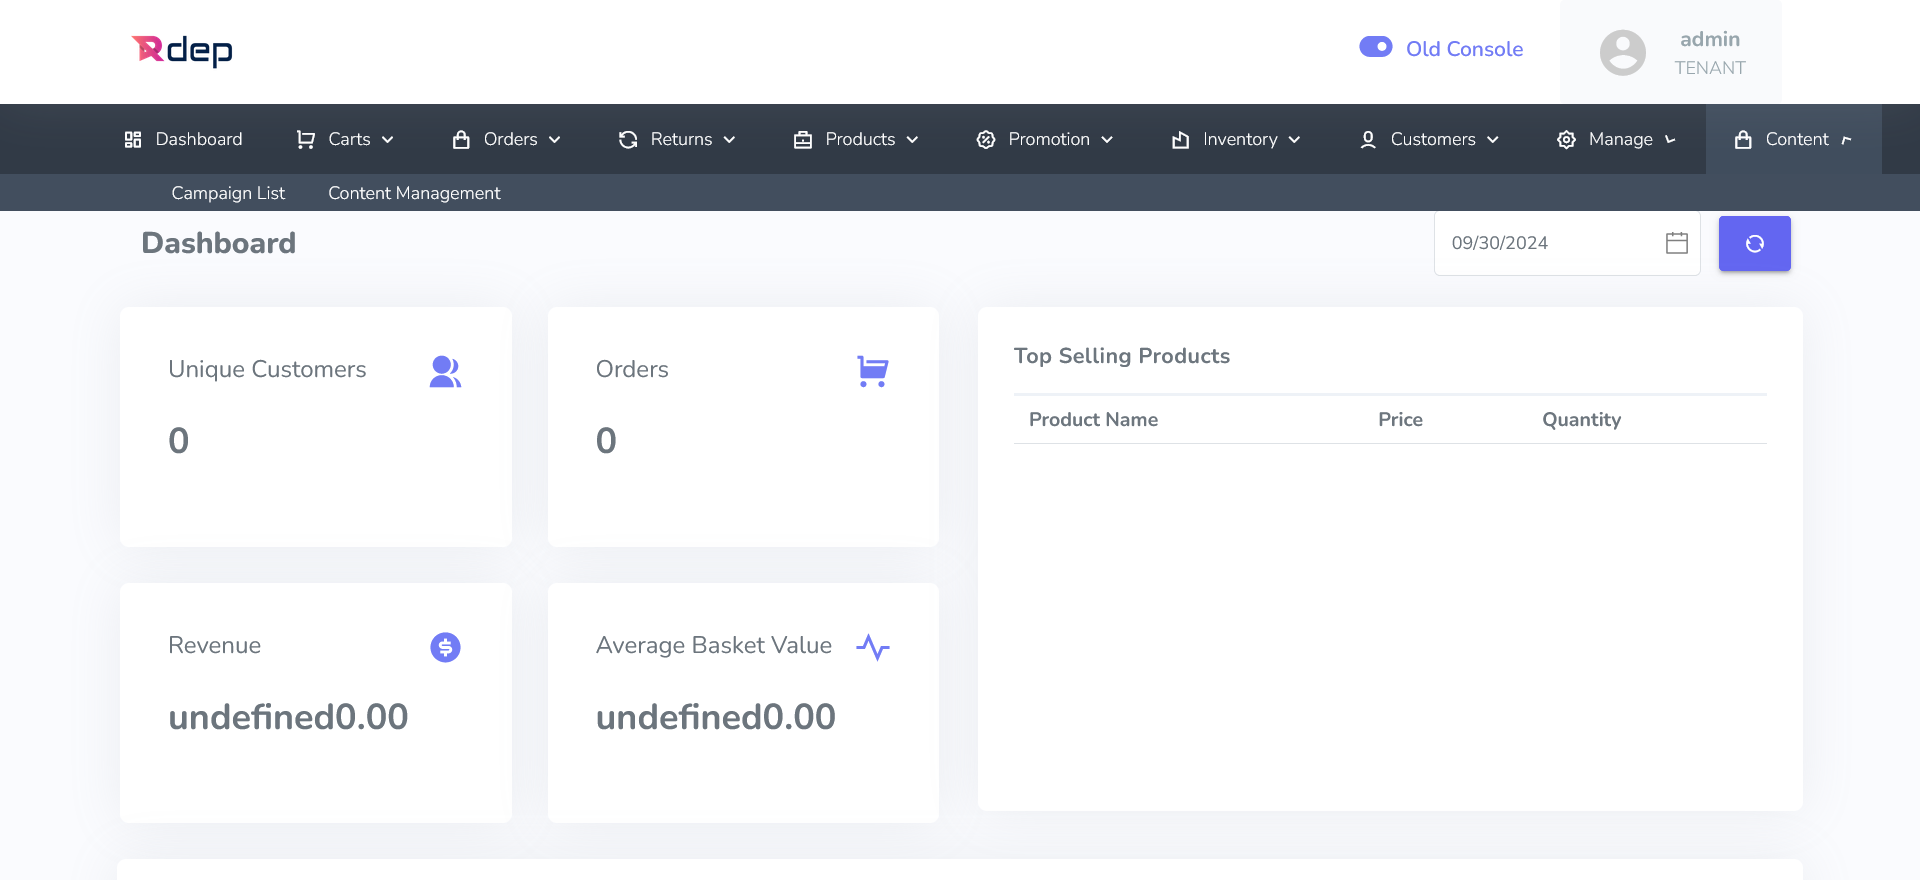 Rdep
Old Console
admin
TENANT
Dashboard Carts Orders Returns Products Promotion Inventory Customers Manage Content
Campaign List Content Management
Dashboard
09/30/2024
Unique Customers
0
Orders
0
Top Selling Products
Product Name Price Quantity
Revenue
undefined0.00
Average Basket Value
undefined0.00